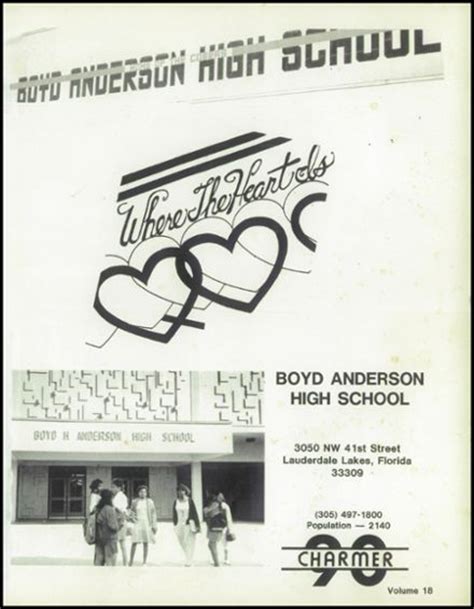 BOYD ANDERSON HIGH SCHOOL
Where The Heart Is
BOYD H ANDERSON HIGH SCHOOL
BOYD ANDERSON
HIGH SCHOOL
3050 NW 41st Street
Lauderdale Lakes, Florida
33309
(305) 497-1800
Population — 2140
90
CHARMER
Volume 18